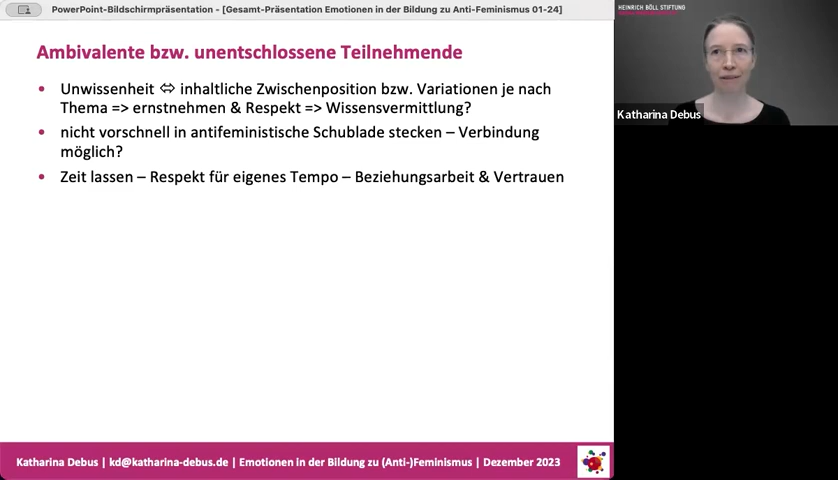 PowerPoint-Bildschirmpräsentation - [Gesamt-Präsentation Emotionen in der Bildung zu Anti-Feminismus 01-24]
HEINRICH BÖLL STIFTUNG
Ambivalente bzw. unentschlossene Teilnehmende
• Unwissenheit ⇔ inhaltliche Zwischenposition bzw. Variationen je nach
Thema => ernstnehmen & Respekt => Wissensvermittlung?
• nicht vorschnell in antifeministische Schublade stecken – Verbindung
möglich?
• Zeit lassen – Respekt für eigenes Tempo – Beziehungsarbeit & Vertrauen
Katharina Debus
Katharina Debus | kd@katharina-debus.de | Emotionen in der Bildung zu (Anti-)Feminismus | Dezember 2023